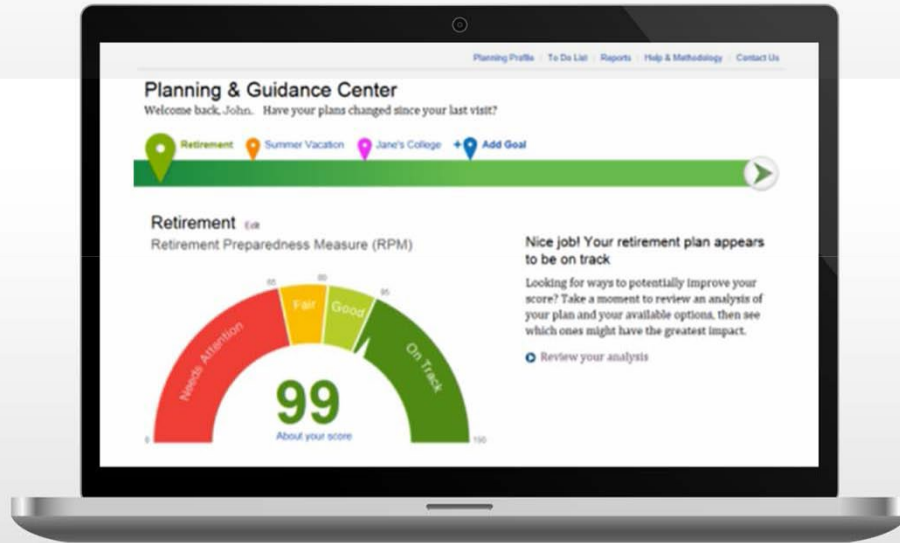 Planning Profile To Do List Reports Help & Methodology Contact Us
Planning & Guidance Center
Welcome back, John. Have your plans changed since your last visit?
Retirement Summer Vacation Jane's College + Add Goal
Retirement Edit
Retirement Preparedness Measure (RPM)
Nice job! Your retirement plan appears
to be on track
Looking for ways to potentially improve your
score? Take a moment to review an analysis of
your plan and your available options, then see
which ones might have the greatest impact.
Review your analysis
0
Needs Attention
65
Fair
80
Good
95
On Track
150
99
About your score